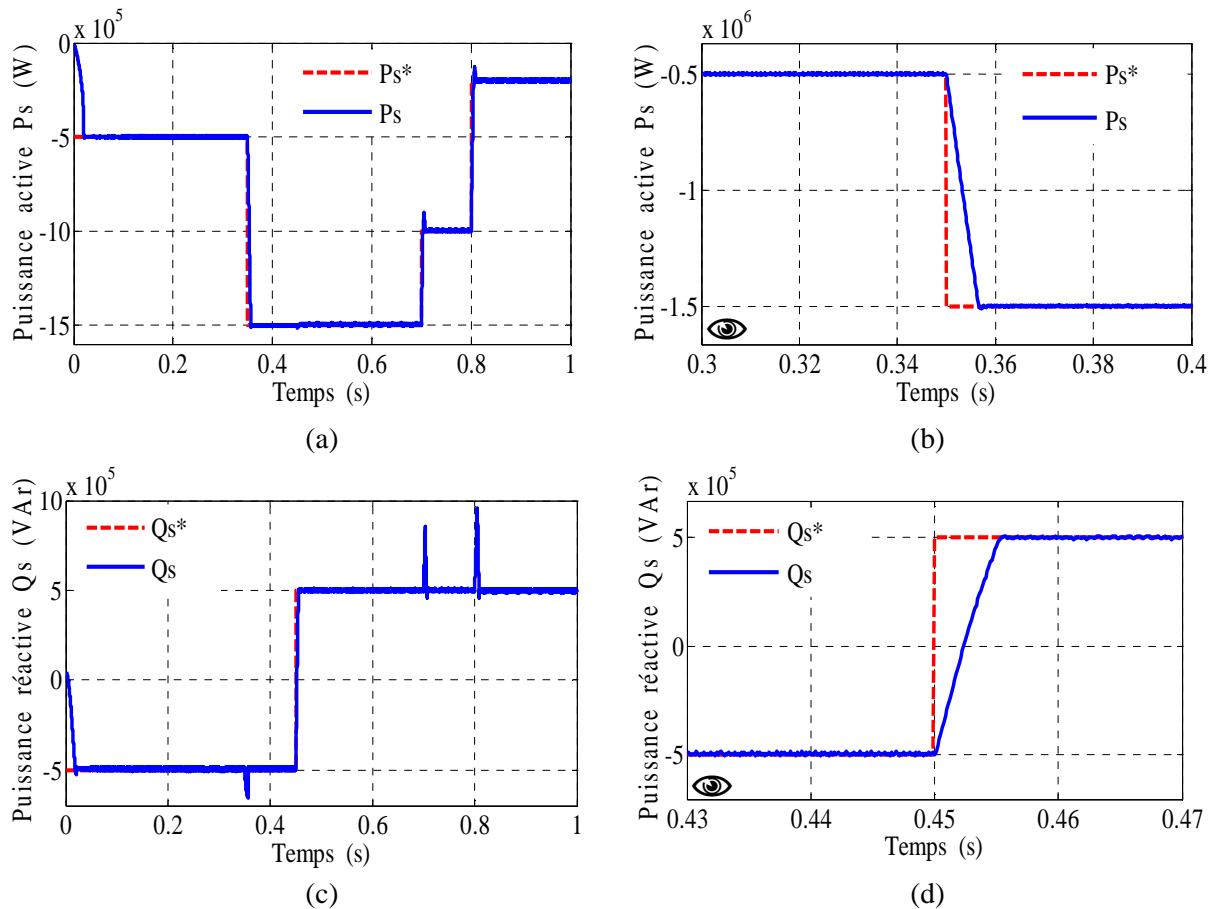 x 10^5
Puissance active Ps (W)
0
-5
-10
-15
Ps*
Ps
0 0.2 0.4 0.6 0.8 1
Temps (s)
(a)
x 10^6
Puissance active Ps (W)
-0.5
-1
-1.5
Ps*
Ps
0.3 0.32 0.34 0.36 0.38 0.4
Temps (s)
(b)
x 10^5
Puissance réactive Qs (VAr)
10
5
0
-5
Qs*
Qs
0 0.2 0.4 0.6 0.8 1
Temps (s)
(c)
x 10^5
Puissance réactive Qs (VAr)
5
0
-5
Qs*
Qs
0.43 0.44 0.45 0.46 0.47
Temps (s)
(d)